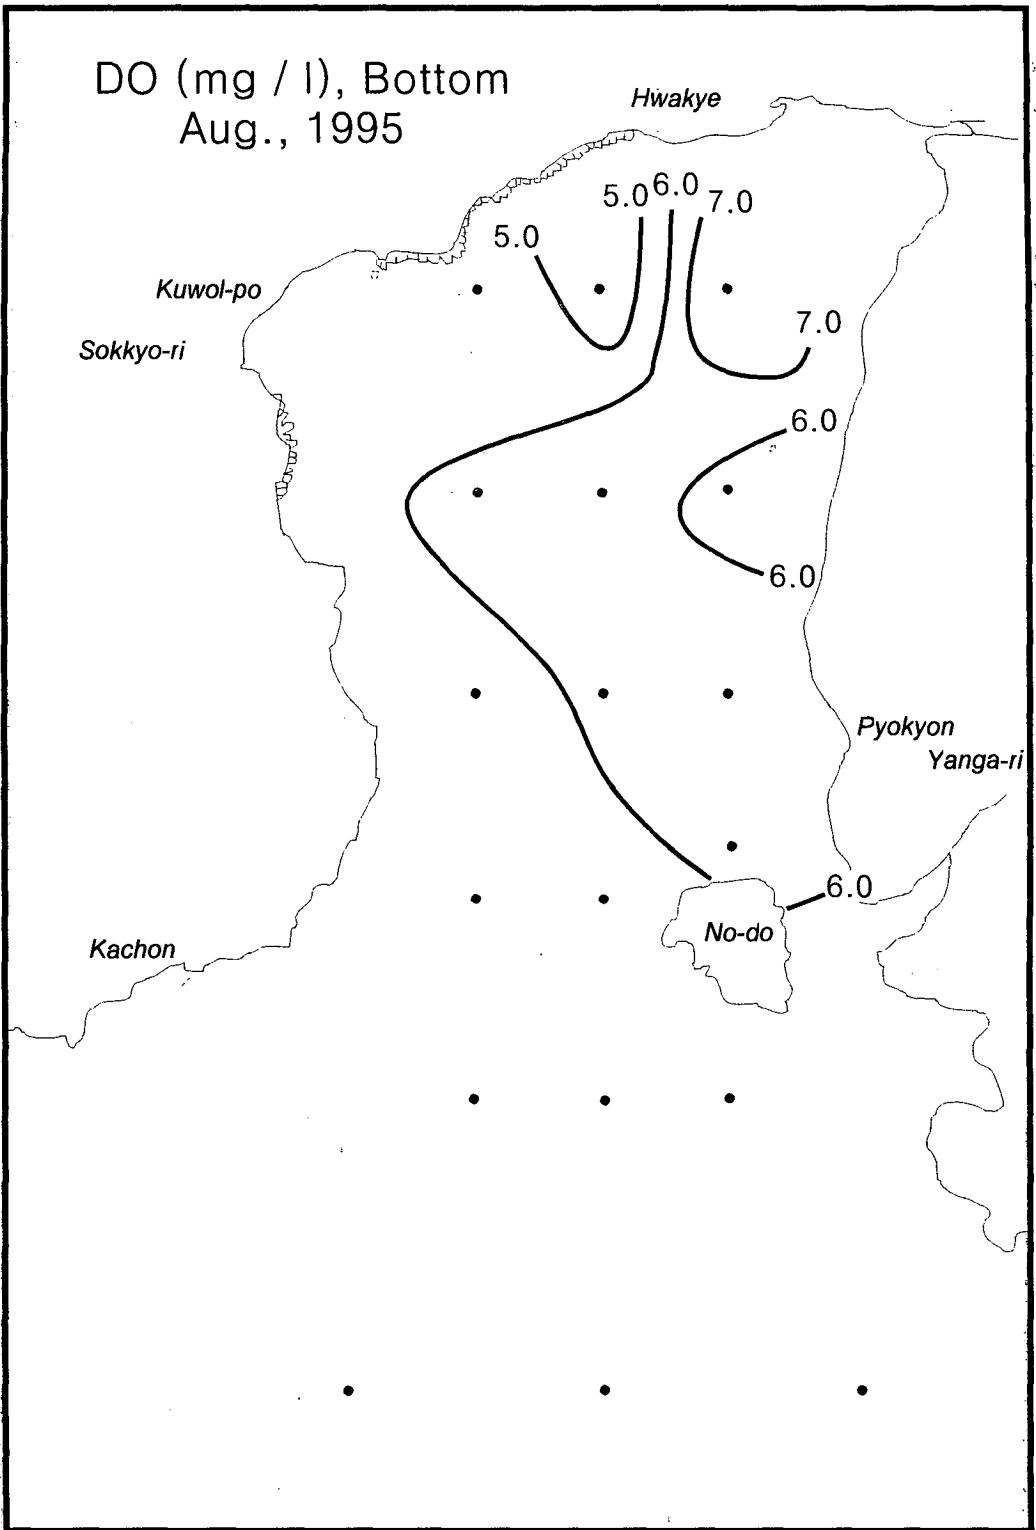 DO (mg / l), Bottom
Aug., 1995
Hwakye
5.0
5.0
6.0
7.0
Kuwol-po
Sokkyo-ri
7.0
6.0
6.0
Pyokyon
Yanga-ri
6.0
No-do
Kachon